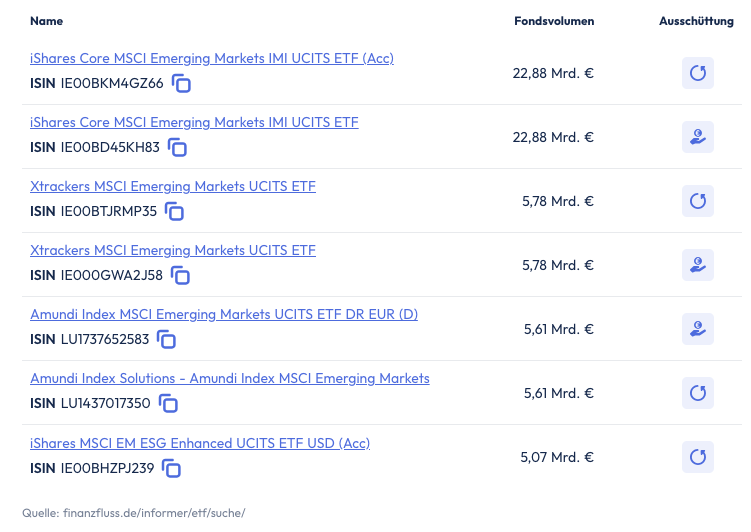 Name Fondsvolumen Ausschüttung
iShares Core MSCI Emerging Markets IMI UCITS ETF (Acc)
ISIN IE00BKM4GZ66
22,88 Mrd. €
iShares Core MSCI Emerging Markets IMI UCITS ETF
ISIN IE00BD45KH83
22,88 Mrd. €
Xtrackers MSCI Emerging Markets UCITS ETF
ISIN IE00BTJRMP35
5,78 Mrd. €
Xtrackers MSCI Emerging Markets UCITS ETF
ISIN IE000GWA2J58
5,78 Mrd. €
Amundi Index MSCI Emerging Markets UCITS ETF DR EUR (D)
ISIN LU1737652583
5,61 Mrd. €
Amundi Index Solutions - Amundi Index MSCI Emerging Markets
ISIN LU1437017350
5,61 Mrd. €
iShares MSCI EM ESG Enhanced UCITS ETF USD (Acc)
ISIN IE00BHZPJ239
5,07 Mrd. €
Quelle: finanzfluss.de/informer/etf/suche/